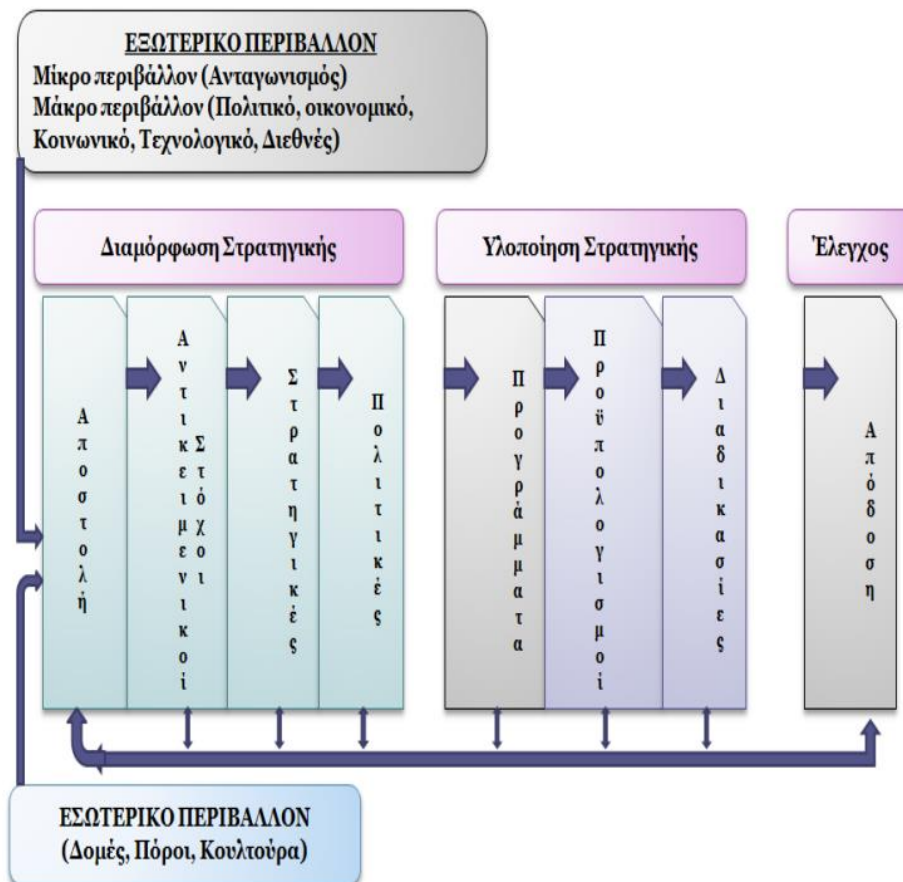 ΕΞΩΤΕΡΙΚΟ ΠΕΡΙΒΑΛΛΟΝ
Μίκρο περιβάλλον (Ανταγωνισμός)
Μάκρο περιβάλλον (Πολιτικό, οικονομικό,
Κοινωνικό, Τεχνολογικό, Διεθνές)
Διαμόρφωση Στρατηγικής
Υλοποίηση Στρατηγικής
Έλεγχος
Αποστολή
Αντικειμενικοί
Στόχοι
Στρατηγικές
Πολιτικές
Προγράμματα
Προϋπολογισμοί
Διαδικασίες
Απόδοση
ΕΣΩΤΕΡΙΚΟ ΠΕΡΙΒΑΛΛΟΝ
(Δομές, Πόροι, Κουλτούρα)